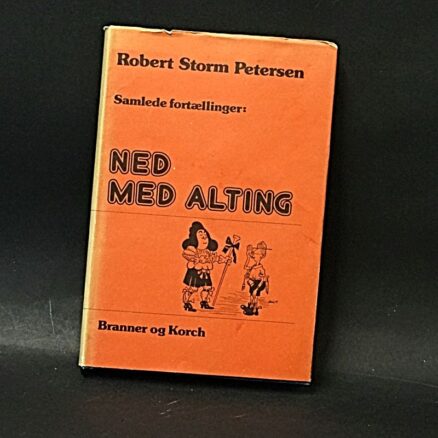 Robert Storm Petersen
Samlede fortællinger:
NED
MED ALTING
Branner og Korch